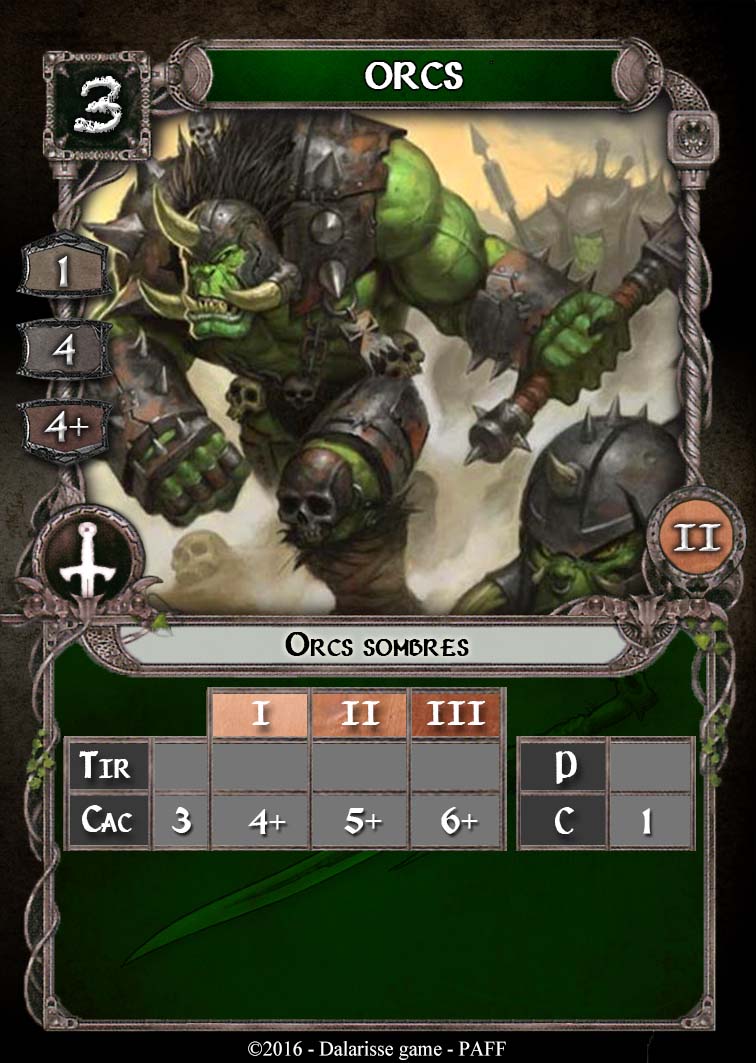 ORCS
3
1
4
4+
II
Orcs sombres
I II III
Tir
Cac 3 4+ 5+ 6+
P
C 1
©2016 - Dalarisse game - PAFF